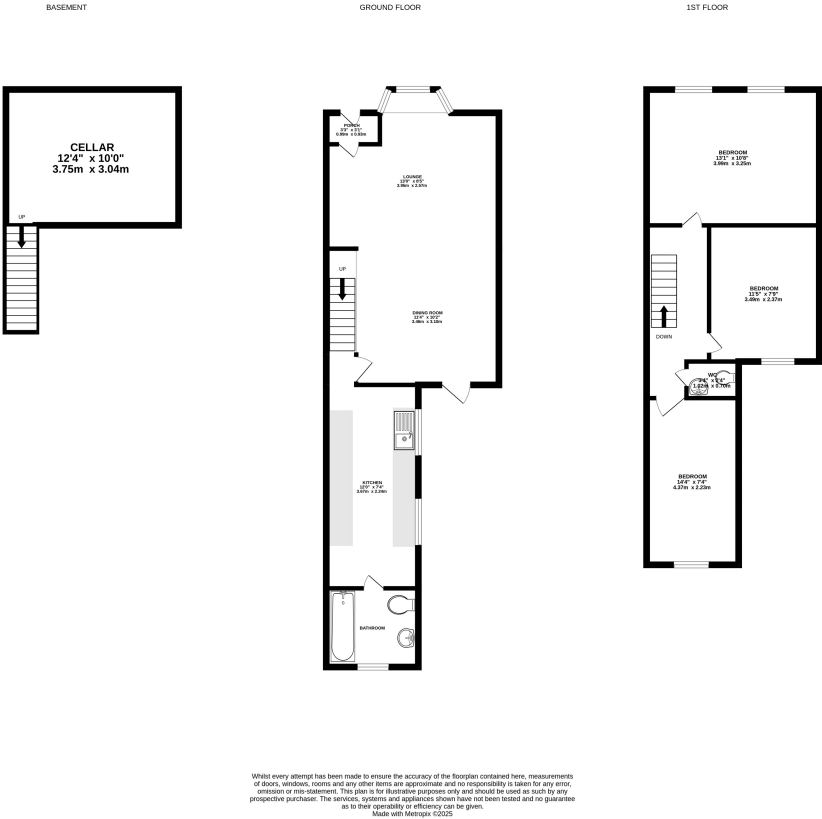 BASEMENT
GROUND FLOOR
1ST FLOOR
CELLAR
12'4" x 10'0"
3.75m x 3.04m
UP
PORCH
3'3" x 3'1"
LOUNGE
UP
DINING ROOM
12'4" x 10'2"
KITCHEN
12'0" x 7'4"
3.67m x 2.24m
BATHROOM
BEDROOM
13'1" x 10'8"
3.99m x 3.25m
BEDROOM
11'5" x 7'9"
3.49m x 2.37m
DOWN
WC
BEDROOM
14'4" x 7'4"
4.37m x 2.23m
Whilst every attempt has been made to ensure the accuracy of the floorplan contained here, measurements
of doors, windows, rooms and any other items are approximate and no responsibility is taken for any error,
omission or mis-statement. This plan is for illustrative purposes only and should be used as such by any
prospective purchaser. The services, systems and appliances shown have not been tested and no guarantee
as to their operability or efficiency can be given.
Made with Metropix ©2025